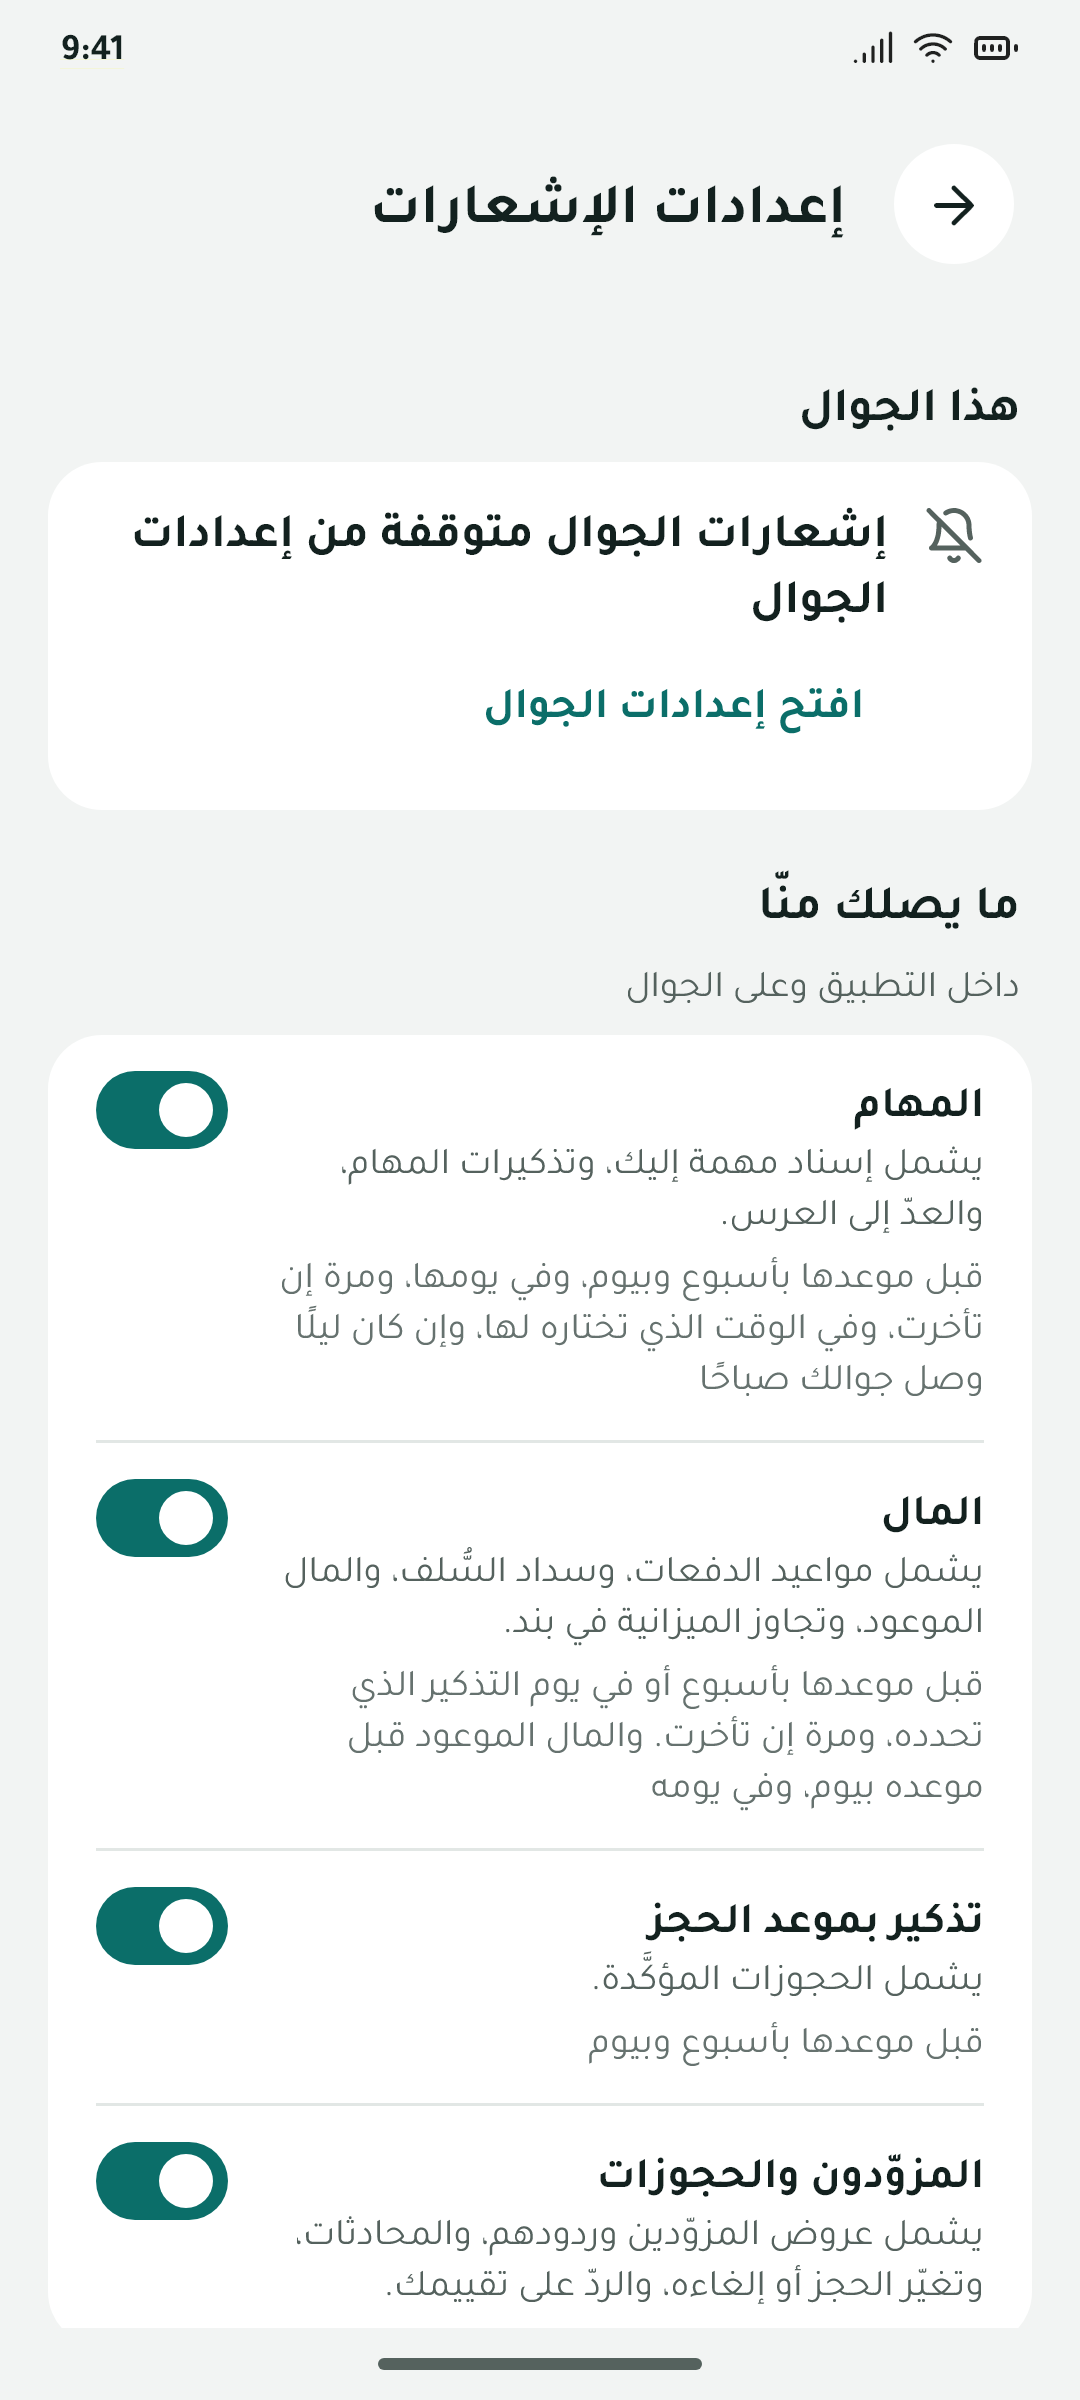 9:41
إعدادات الإشعارات
هذا الجوال
إشعارات الجوال متوقفة من إعدادات
الجوال
افتح إعدادات الجوال
ما يصلك منّا
داخل التطبيق وعلى الجوال
المهام
يشمل إسناد مهمة إليك، وتذكيرات المهام،
والعدّ إلى العرس.
قبل موعدها بأسبوع وبيوم، وفي يومها، ومرة إن
تأخرت، وفي الوقت الذي تختاره لها، وإن كان ليلًا
وصل جوالك صباحًا
المال
يشمل مواعيد الدفعات، وسداد السُّلف، والمال
الموعود، وتجاوز الميزانية في بند.
قبل موعدها بأسبوع أو في يوم التذكير الذي
تحدده، ومرة إن تأخرت. والمال الموعود قبل
موعده بيوم، وفي يومه
تذكير بموعد الحجز
يشمل الحجوزات المؤكَّدة.
قبل موعدها بأسبوع وبيوم
المزوّدون والحجوزات
يشمل عروض المزوّدين وردودهم، والمحادثات،
وتغيّر الحجز أو إلغاءه، والردّ على تقييمك.